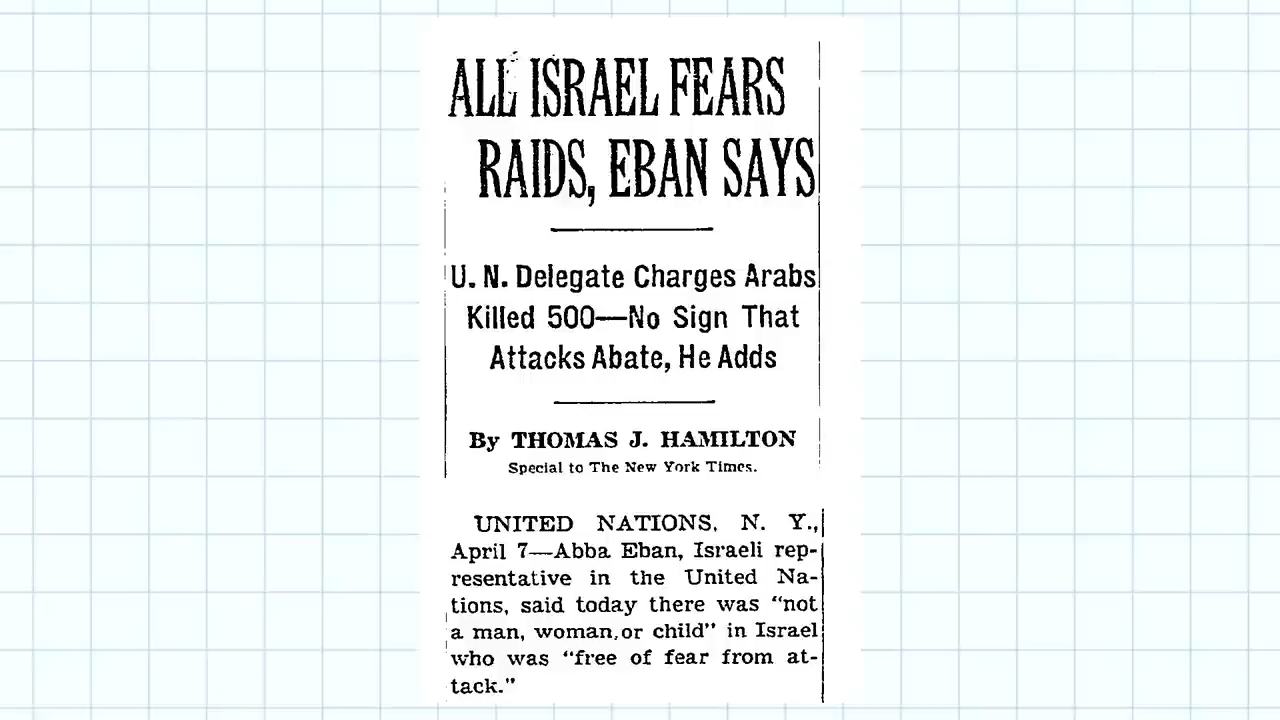 ALL ISRAEL FEARS
RAIDS, EBAN SAYS
U. N. Delegate Charges Arabs
Killed 500—No Sign That
Attacks Abate, He Adds
By THOMAS J. HAMILTON
Special to The New York Times.
UNITED NATIONS, N. Y.,
April 7—Abba Eban, Israeli rep-
resentative in the United Na-
tions, said today there was "not
a man, woman, or child" in Israel
who was "free of fear from at-
tack."